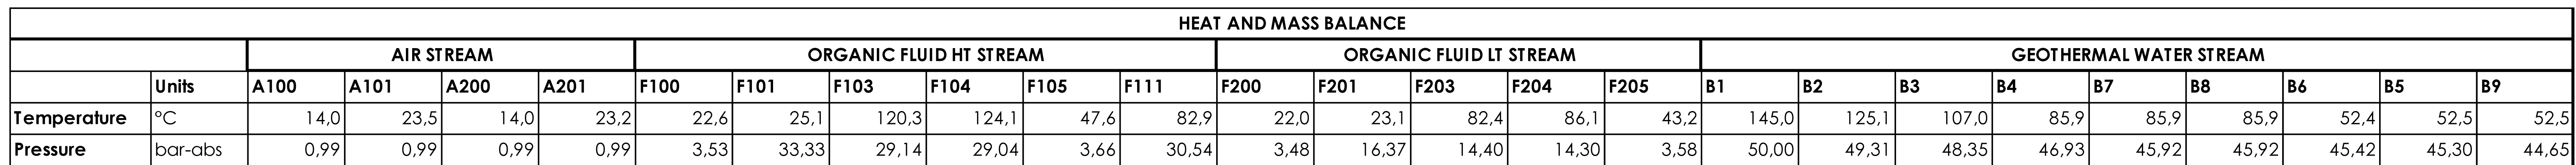 HEAT AND MASS BALANCE
AIR STREAM ORGANIC FLUID HT STREAM ORGANIC FLUID LT STREAM GEOTHERMAL WATER STREAM
Units A100 A101 A200 A201 F100 F101 F103 F104 F105 F111 F200 F201 F203 F204 F205 B1 B2 B3 B4 B7 B8 B6 B5 B9
Temperature °C 14,0 23,5 14,0 23,2 22,6 25,1 120,3 124,1 47,6 82,9 22,0 23,1 82,4 86,1 43,2 145,0 125,1 107,0 85,9 85,9 85,9 52,4 52,5 52,5
Pressure bar-abs 0,99 0,99 0,99 0,99 3,53 33,33 29,14 29,04 3,66 30,54 3,48 16,37 14,40 14,30 3,58 50,00 49,31 48,35 46,93 45,92 45,92 45,42 45,30 44,65